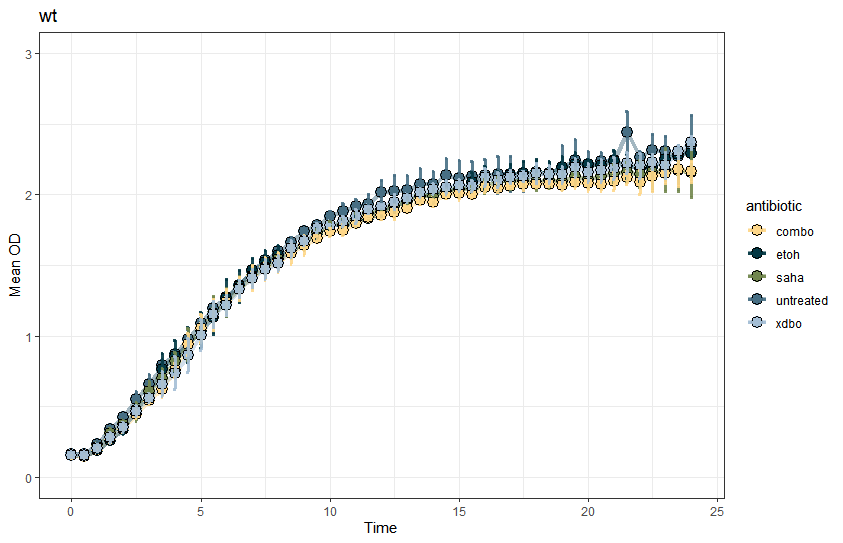 wt
3
2
1
0
Mean OD
0
5
10
15
20
25
Time
antibiotic
combo
etoh
saha
untreated
xdbo